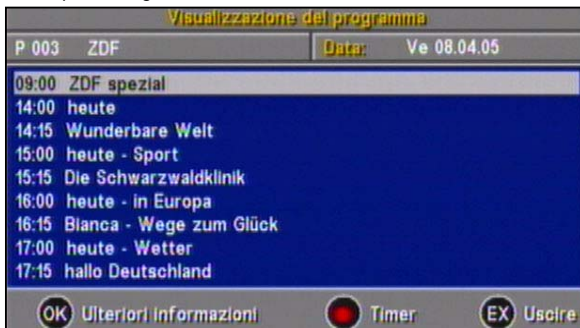 Visualizzazione del programma
P 003 ZDF Data: Ve 08.04.05
09:00 ZDF spezial
14:00 heute
14:15 Wunderbare Welt
15:00 heute - Sport
15:15 Die Schwarzwaldklinik
16:00 heute - in Europa
16:15 Bianca - Wege zum Glück
17:00 heute - Wetter
17:15 hallo Deutschland
OK Ulteriori informazioni Timer EX Uscire